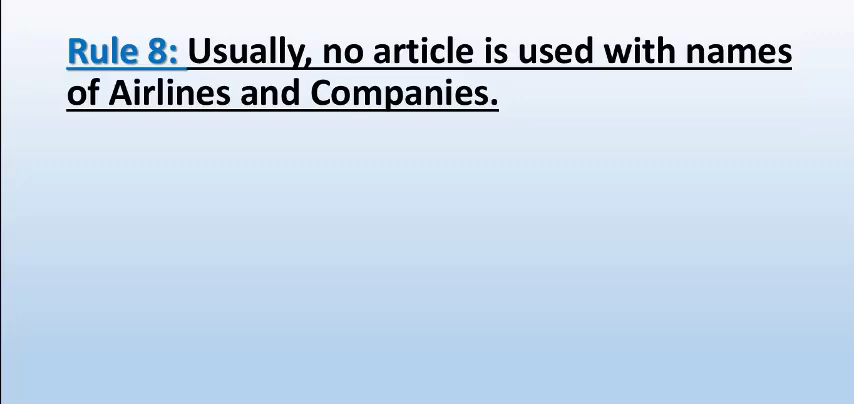 Rule 8: Usually, no article is used with names
of Airlines and Companies.